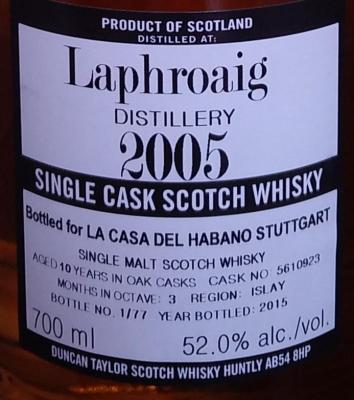 PRODUCT OF SCOTLAND
DISTILLED AT:
Laphroaig
DISTILLERY
2005
SINGLE CASK SCOTCH WHISKY
Bottled for LA CASA DEL HABANO STUTTGART
SINGLE MALT SCOTCH WHISKY
AGED 10 YEARS IN OAK CASKS CASK NO: 5610923
MONTHS IN OCTAVE: 3 REGION: ISLAY
BOTTLE NO. 1/77 YEAR BOTTLED: 2015
700 ml 52.0% alc./vol.
DUNCAN TAYLOR SCOTCH WHISKY HUNTLY AB54 8HP